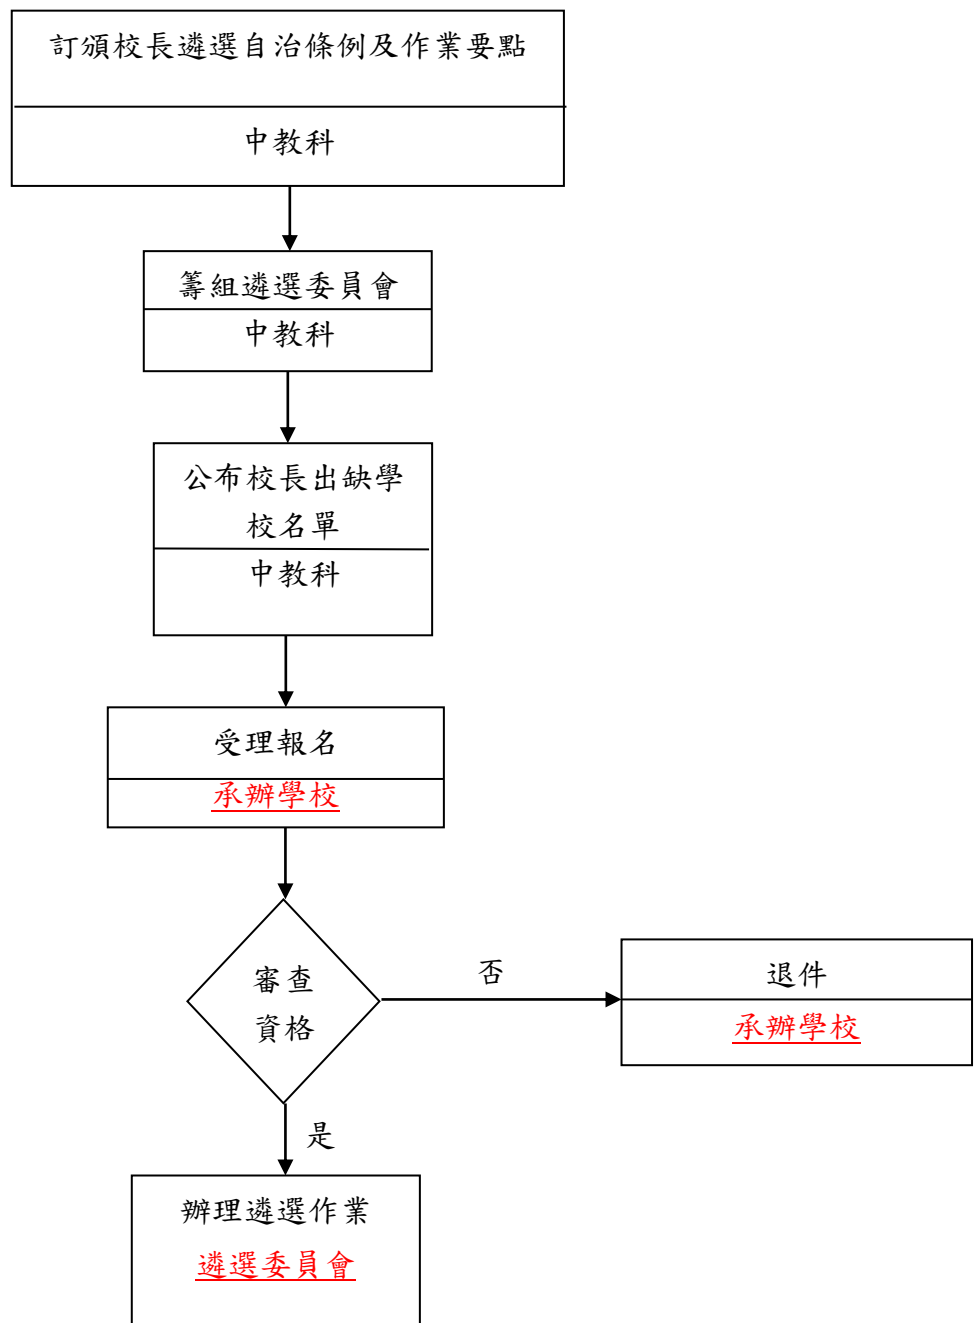 訂頒校長遴選自治條例及作業要點
中教科
籌組遴選委員會
中教科
公布校長出缺學
校名單
中教科
受理報名
承辦學校
審查
資格
否
退件
承辦學校
是
辦理遴選作業
遴選委員會